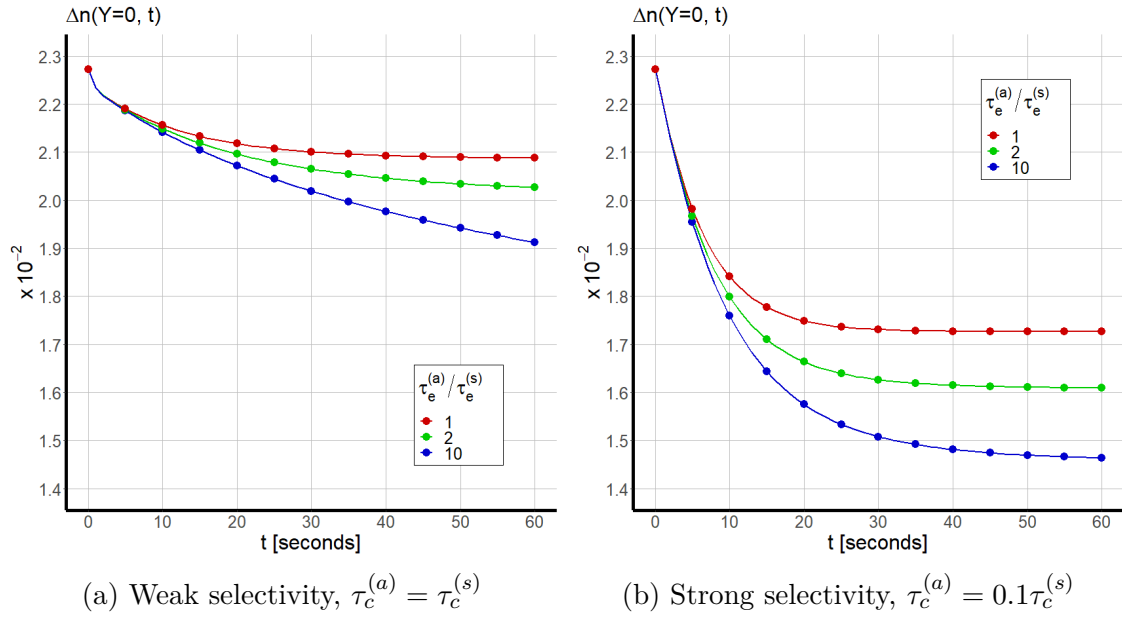 Δn(Y=0, t)
2.3
2.2
2.1
2.0
1.9
1.8
1.7
1.6
1.5
1.4
x 10⁻²
τₑ⁽ᵃ⁾/τₑ⁽ˢ⁾
1
2
10
0 10 20 30 40 50 60
t [seconds]
(a) Weak selectivity, τ_c^(a) = τ_c^(s)
Δn(Y=0, t)
2.3
2.2
2.1
2.0
1.9
1.8
1.7
1.6
1.5
1.4
x 10⁻²
τₑ⁽ᵃ⁾/τₑ⁽ˢ⁾
1
2
10
0 10 20 30 40 50 60
t [seconds]
(b) Strong selectivity, τ_c^(a) = 0.1τ_c^(s)